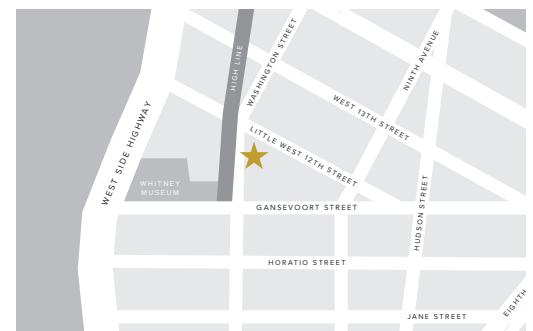 HIGH LINE
WASHINGTON STREET
NINTH AVENUE
WEST 13TH STREET
WEST SIDE HIGHWAY
LITTLE WEST 12TH STREET
WHITNEY
MUSEUM
GANSEVOORT STREET
HUDSON STREET
HORATIO STREET
EIGHTH
JANE STREET